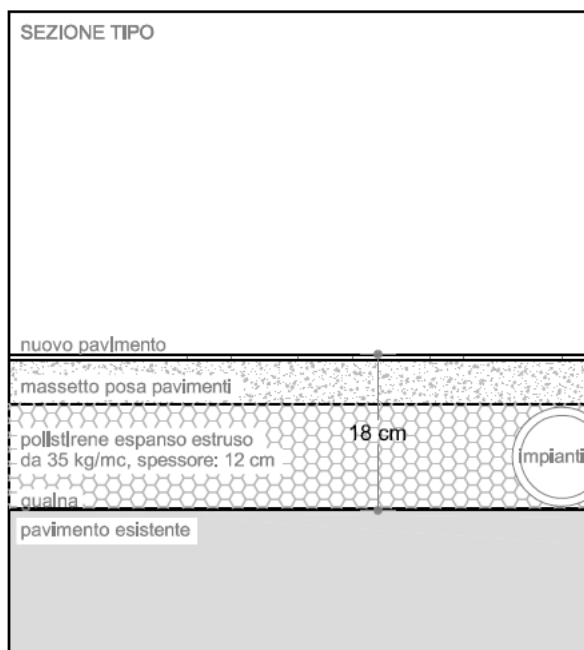 SEZIONE TIPO
nuovo pavimento
massetto posa pavimenti
18 cm
polistirene espanso estruso
da 35 kg/mc, spessore: 12 cm
impianti
guaina
pavimento esistente